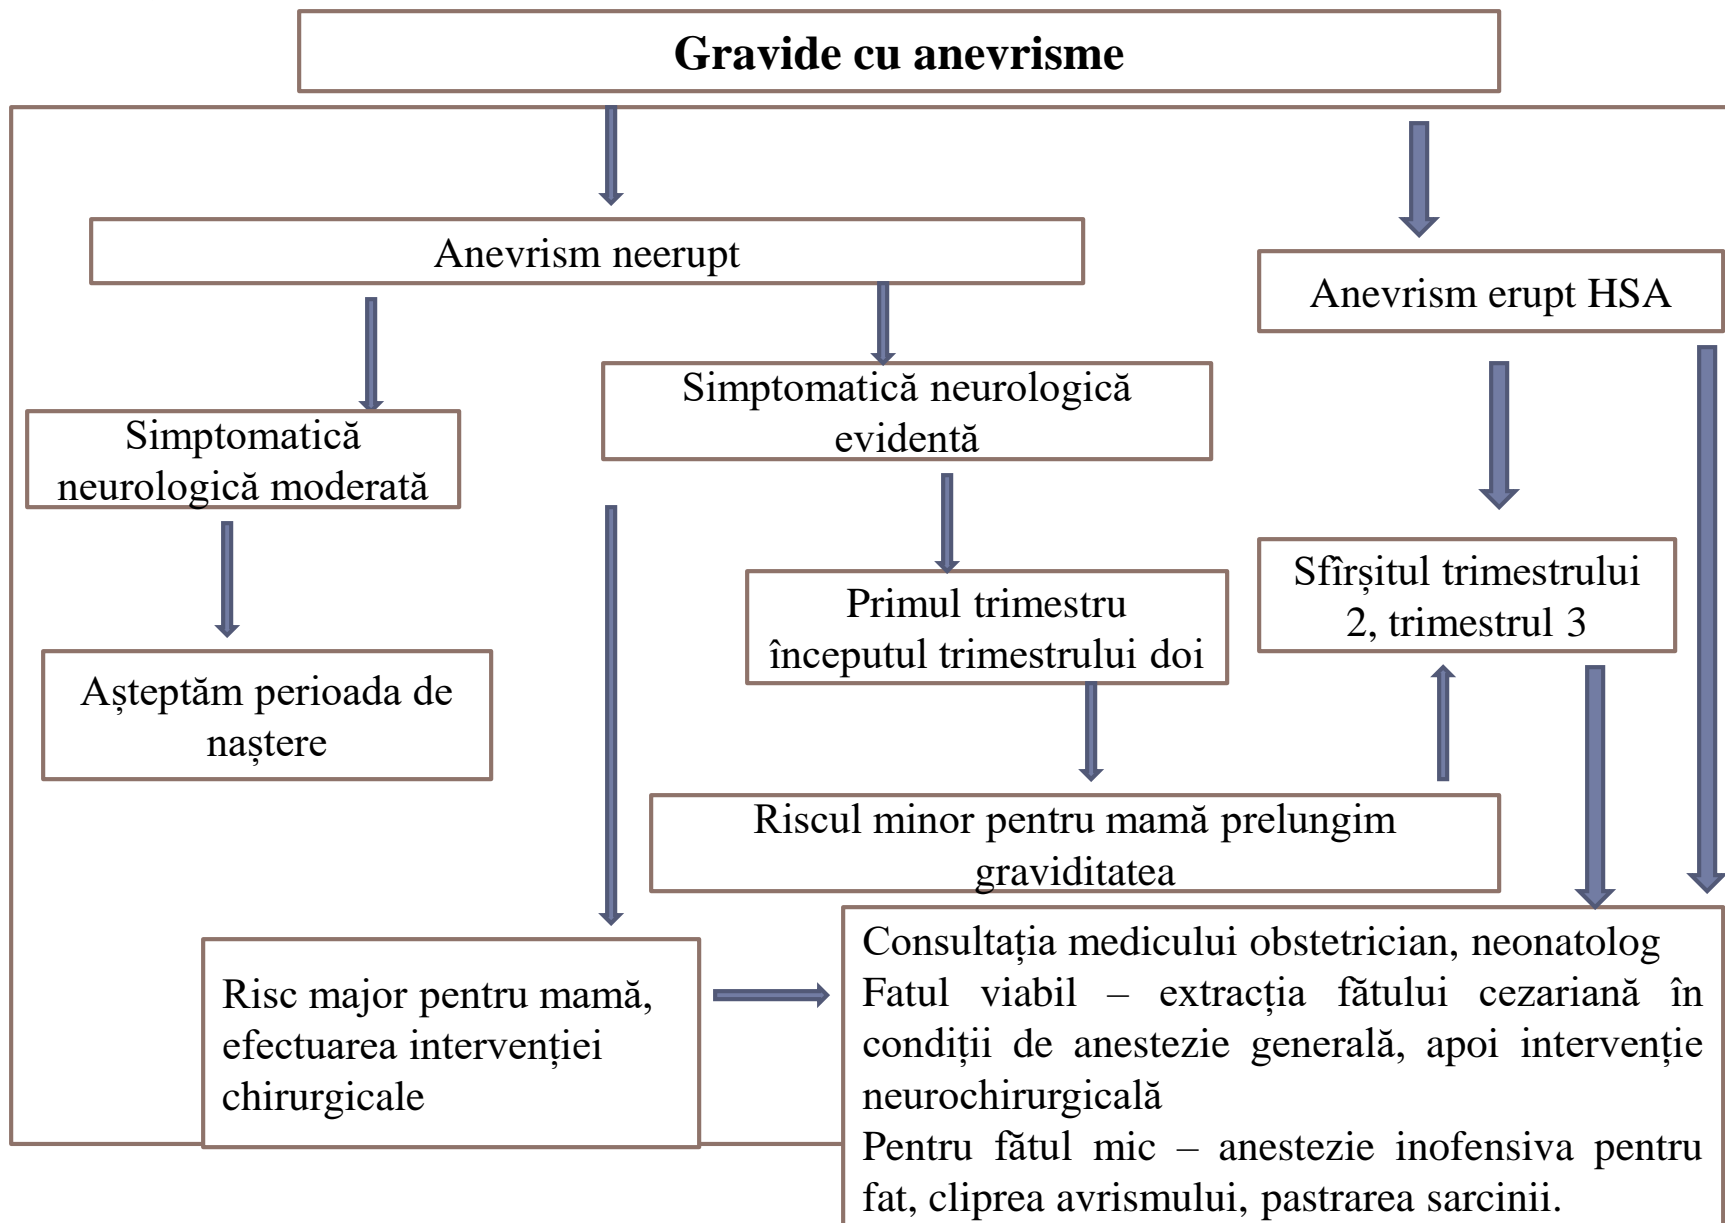 Gravide cu anevrisme
Anevrism neerupt
Anevrism erupt HSA
Simptomatică
neurologică moderată
Simptomatică neurologică
evidentă
Așteptăm perioada de
naștere
Primul trimestru
începutul trimestrului doi
Sfîrșitul trimestrului
2, trimestrul 3
Riscul minor pentru mamă prelungim
graviditatea
Risc major pentru mamă,
efectuarea intervenției
chirurgicale
Consultația medicului obstetrician, neonatolog
Fatul viabil – extracția fătului cezariană în
condiții de anestezie generală, apoi intervenție
neurochirurgicală
Pentru fătul mic – anestezie inofensiva pentru
fat, cliprea avrismului, pastrarea sarcinii.